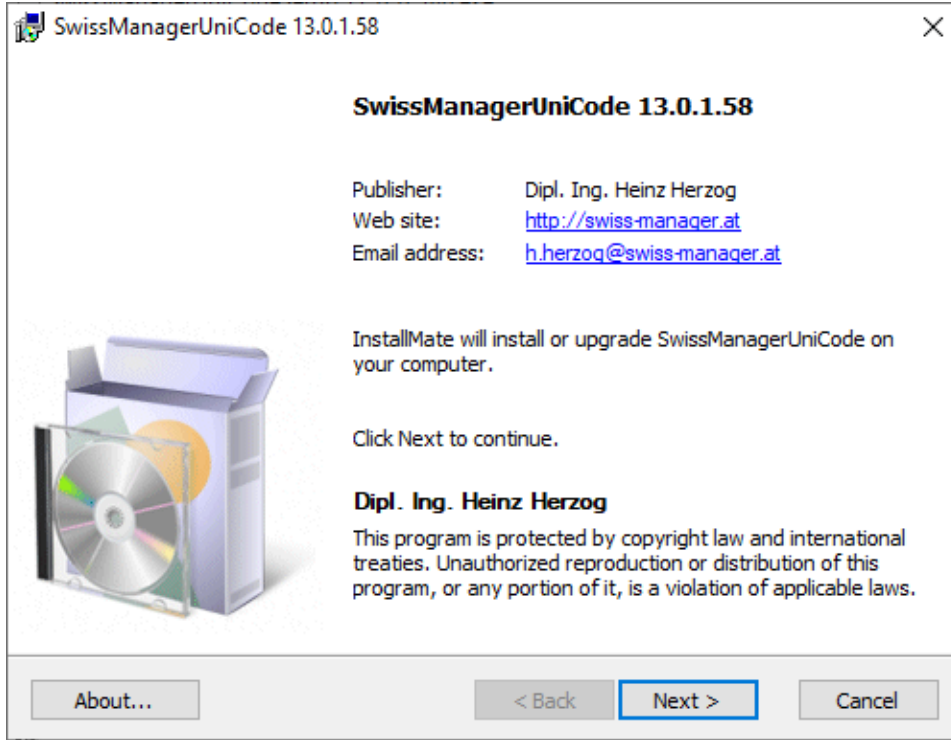 SwissManagerUniCode 13.0.1.58
SwissManagerUniCode 13.0.1.58
Publisher: Dipl. Ing. Heinz Herzog
Web site: http://swiss-manager.at
Email address: h.herzog@swiss-manager.at
InstallMate will install or upgrade SwissManagerUniCode on
your computer.
Click Next to continue.
Dipl. Ing. Heinz Herzog
This program is protected by copyright law and international
treaties. Unauthorized reproduction or distribution of this
program, or any portion of it, is a violation of applicable laws.
About... < Back Next > Cancel